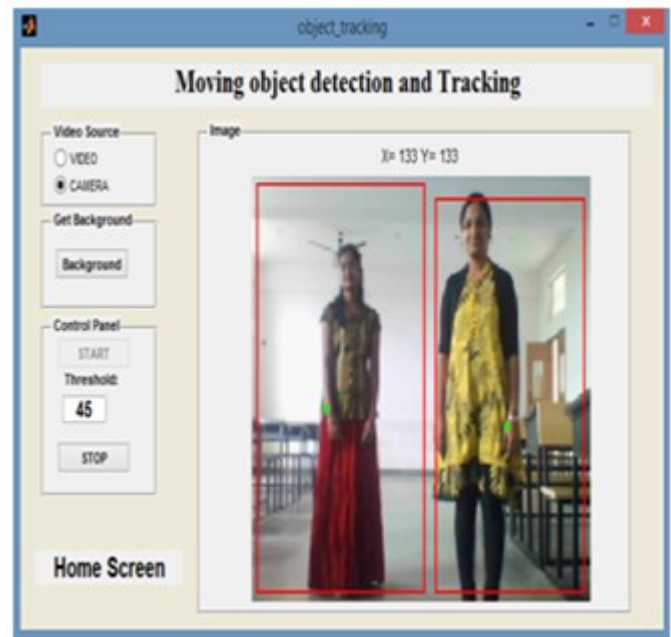 object_tracking
Moving object detection and Tracking
Video Source
VIDEO
CAMERA
Get Background
Background
Control Panel
START
Threshold:
45
STOP
Home Screen
Image
X= 133 Y= 133